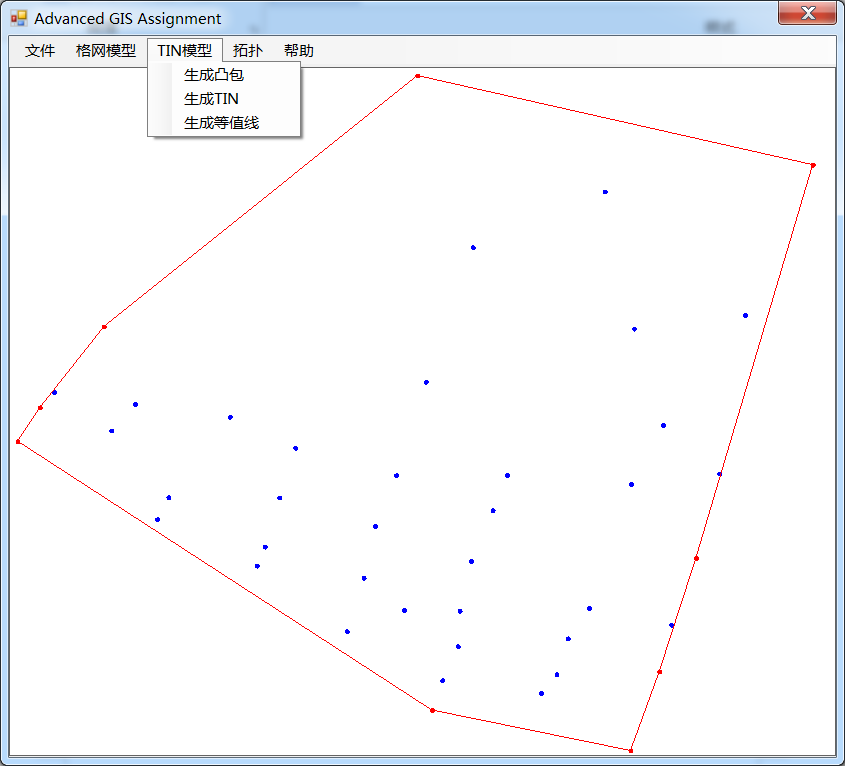 Advanced GIS Assignment
文件 格网模型 TIN模型 拓扑 帮助
生成凸包
生成TIN
生成等值线